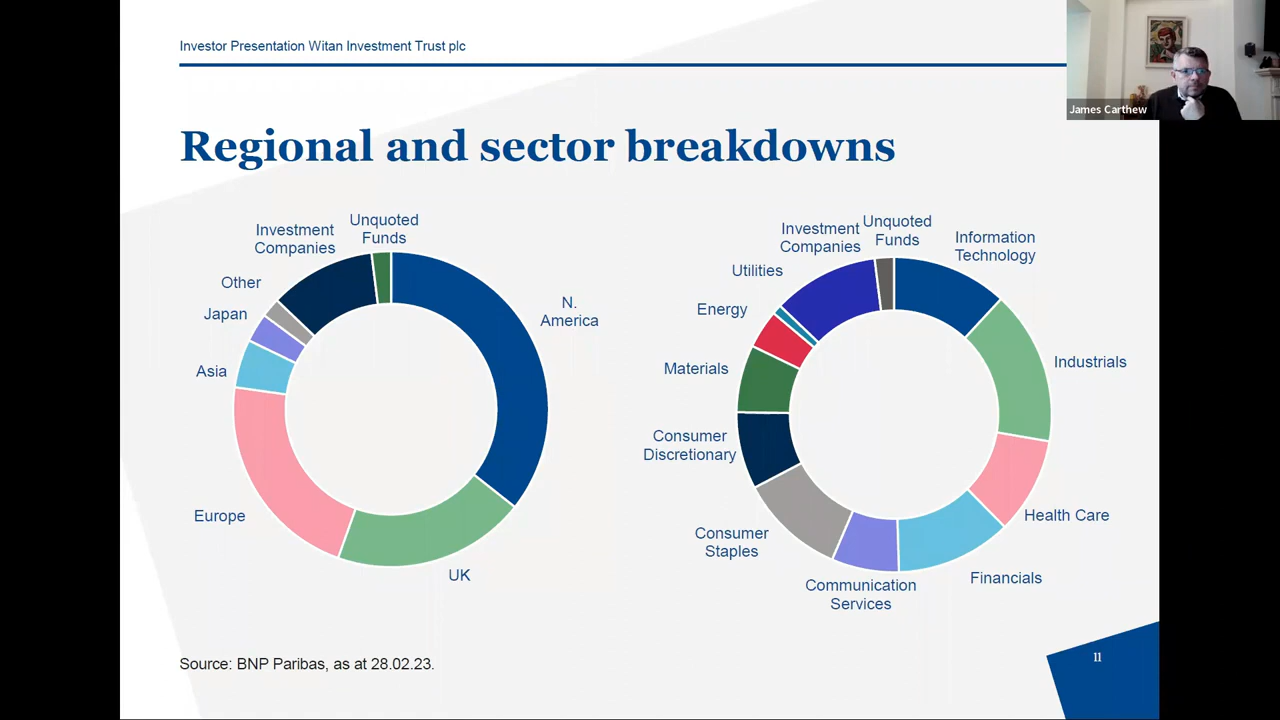 Investor Presentation Witan Investment Trust plc
James Carthew
Regional and sector breakdowns
Unquoted
Funds
Investment
Companies
Other
Japan
Asia
Europe
UK
N.
America
Investment
Companies
Unquoted
Funds
Information
Technology
Utilities
Energy
Materials
Consumer
Discretionary
Consumer
Staples
Communication
Services
Financials
Health Care
Industrials
Source: BNP Paribas, as at 28.02.23.
11